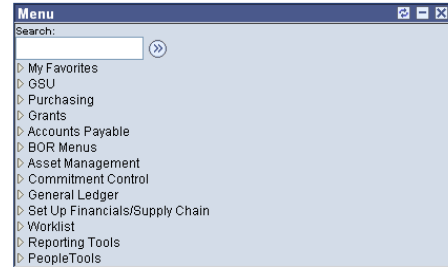 Menu
Search:
My Favorites
GSU
Purchasing
Grants
Accounts Payable
BOR Menus
Asset Management
Commitment Control
General Ledger
Set Up Financials/Supply Chain
Worklist
Reporting Tools
PeopleTools